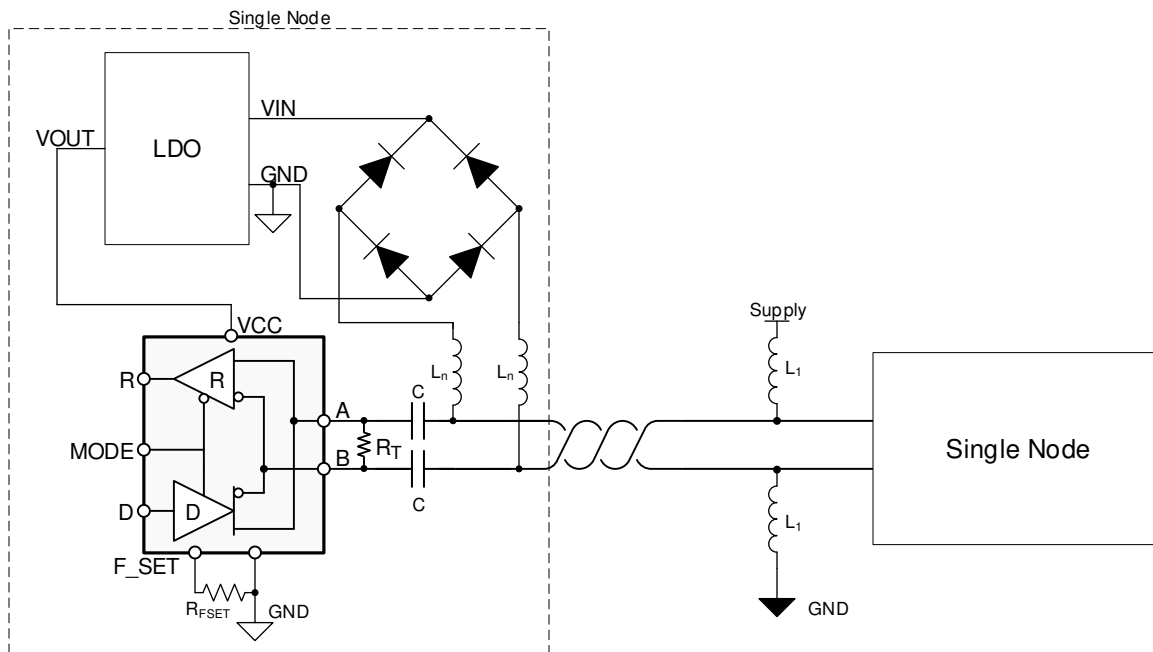 Single Node
VIN
VOUT
LDO
GND
Supply
VCC
L1
Ln
Ln
R
R
C
A
MODE
RT
Single Node
B
D
D
C
L1
F_SET
RFSET
GND
GND